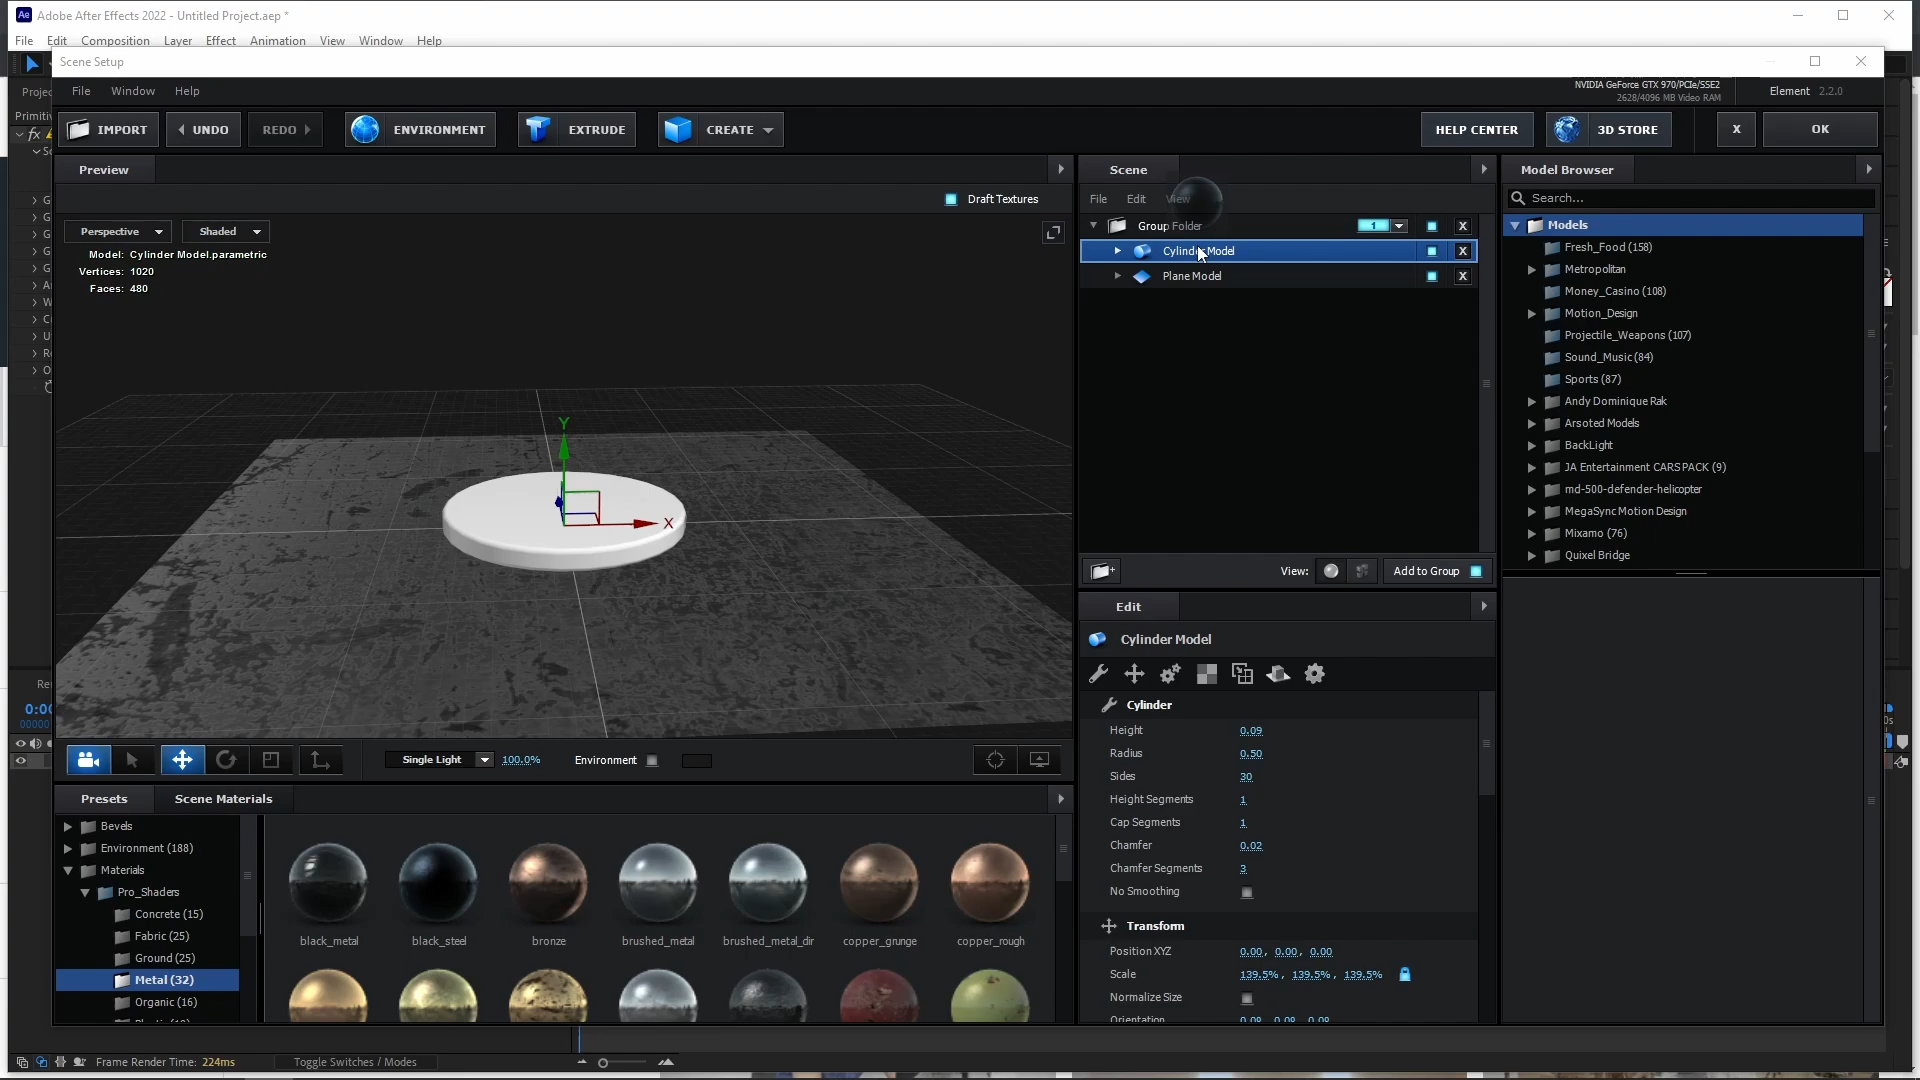 Adobe After Effects 2022 - Untitled Project.aep *
File Edit Composition Layer Effect Animation View Window Help
Scene Setup
File Window Help
NVIDIA GeForce GTX 970/PCIe/SSE2
2628/4096 MB Video RAM
Element 2.2.0
IMPORT UNDO REDO ENVIRONMENT EXTRUDE CREATE HELP CENTER 3D STORE X OK
Preview
Draft Textures
Perspective Shaded
Model: Cylinder Model.parametric
Vertices: 1020
Faces: 480
Y
X
Single Light 100.0% Environment
Presets Scene Materials
Bevels
Environment (188)
Materials
Pro_Shaders
Concrete (15)
Fabric (25)
Ground (25)
Metal (32)
Organic (16)
black_metal black_steel bronze brushed_metal brushed_metal_dir copper_grunge copper_rough
Scene
File Edit View
Group Folder 1 X
Cylinder Model X
Plane Model X
View: Add to Group
Edit
Cylinder Model
Cylinder
Height 0.09
Radius 0.50
Sides 30
Height Segments 1
Cap Segments 1
Chamfer 0.02
Chamfer Segments 3
No Smoothing
Transform
Position XYZ 0.00, 0.00, 0.00
Scale 139.5%, 139.5%, 139.5%
Normalize Size
Orientation
Model Browser
Search...
Models
Fresh_Food (158)
Metropolitan
Money_Casino (108)
Motion_Design
Projectile_Weapons (107)
Sound_Music (84)
Sports (87)
Andy Dominique Rak
Arsoted Models
BackLight
JA Entertainment CARS PACK (9)
md-500-defender-helicopter
MegaSync Motion Design
Mixamo (76)
Quixel Bridge
Frame Render Time: 224ms Toggle Switches / Modes